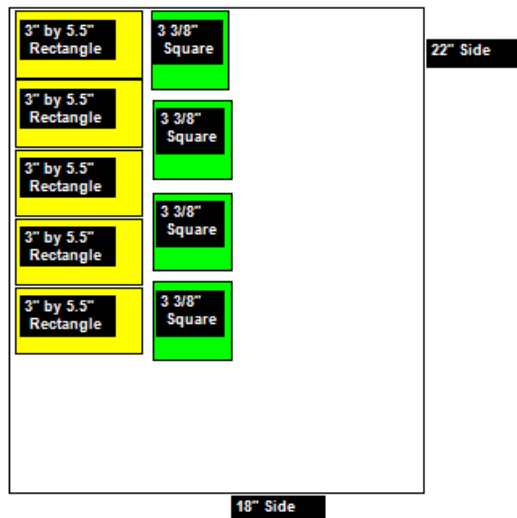 3" by 5.5"
Rectangle
3 3/8"
Square
22" Side
3" by 5.5"
Rectangle
3 3/8"
Square
3" by 5.5"
Rectangle
3 3/8"
Square
3" by 5.5"
Rectangle
3 3/8"
Square
3" by 5.5"
Rectangle
18" Side